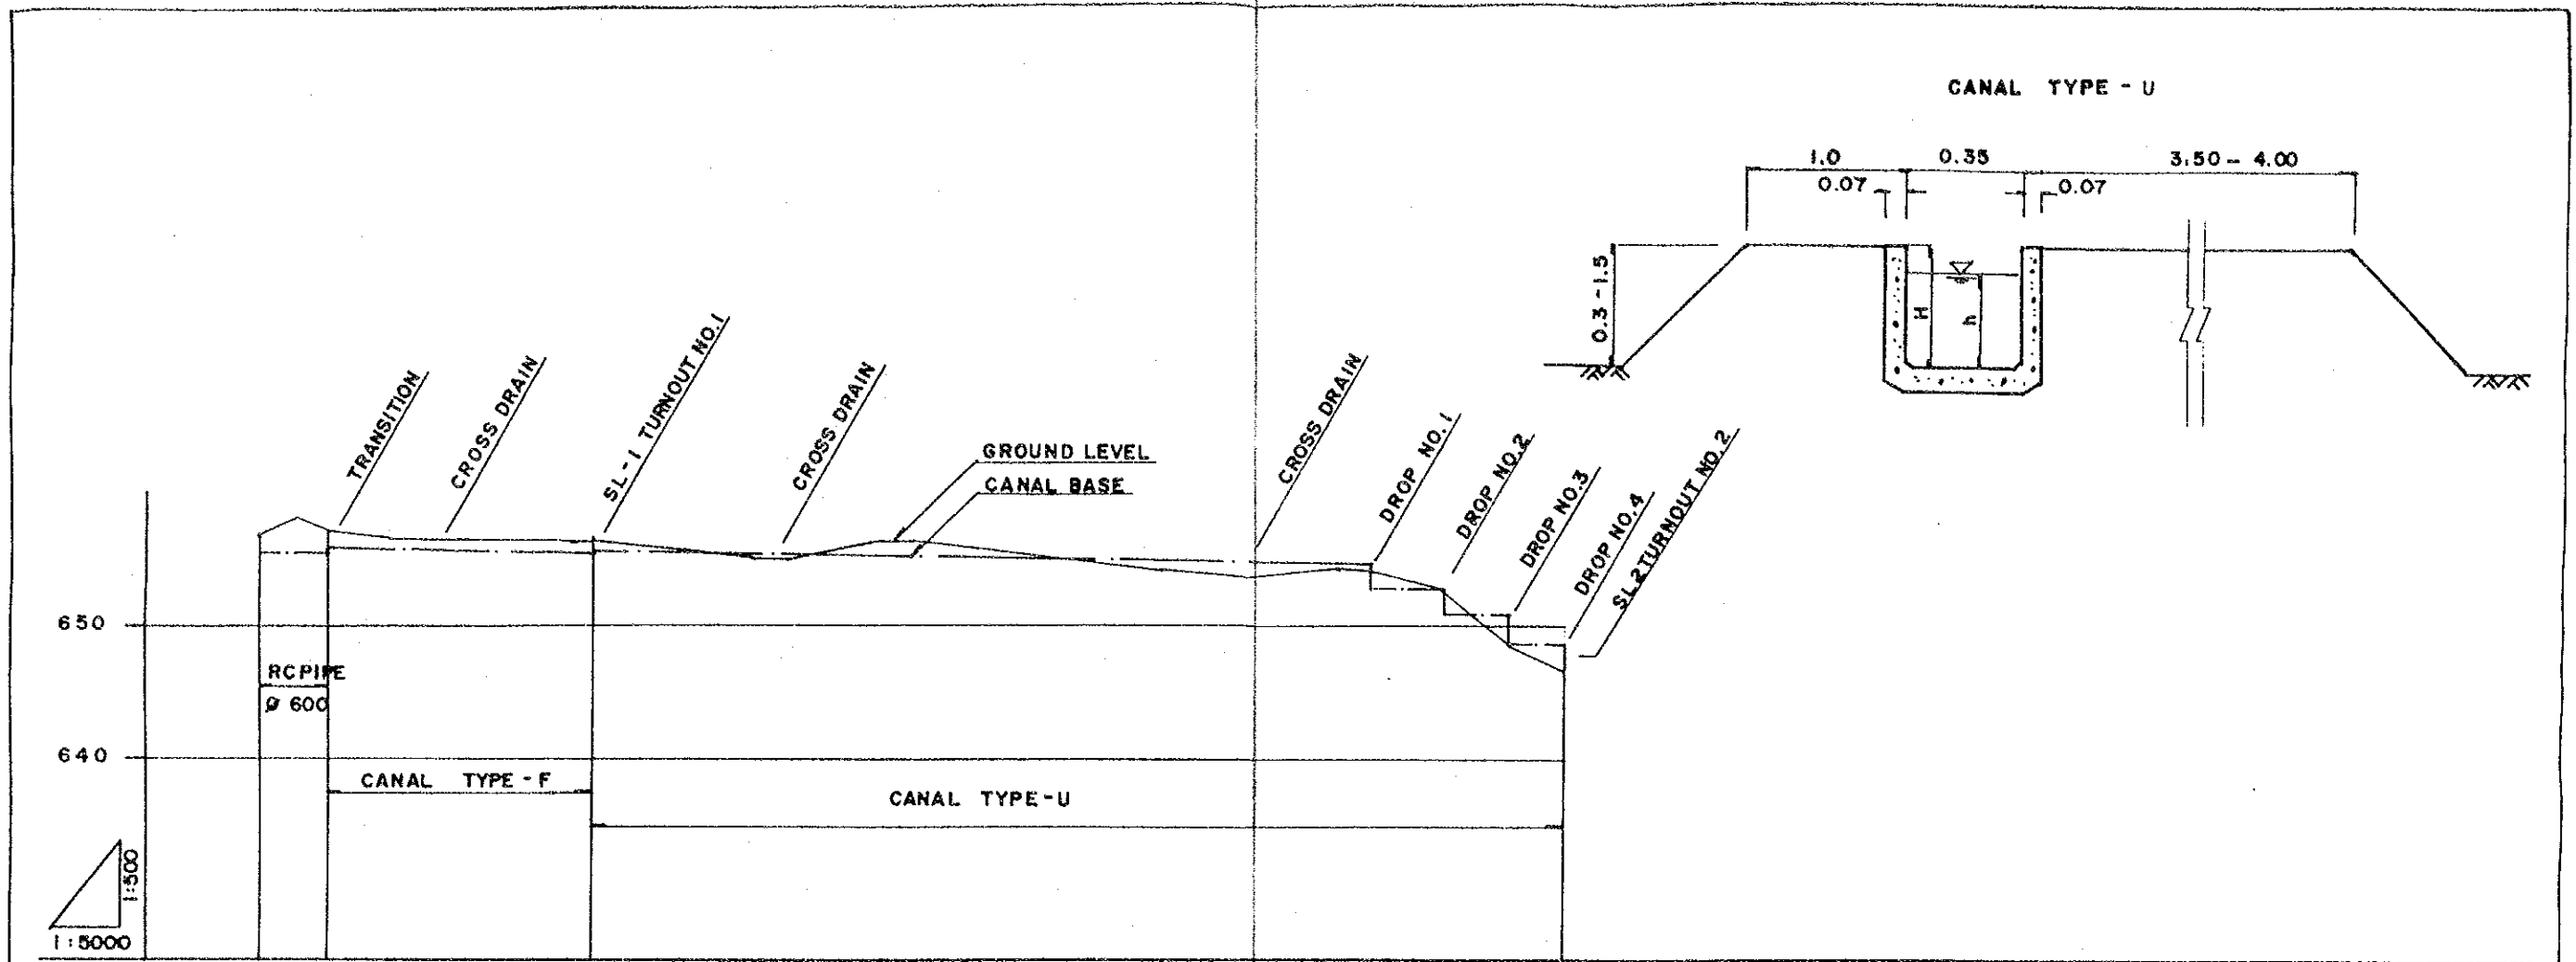 CANAL TYPE - U
1.0 0.35 3.50 - 4.00
0.07 0.07
0.3 - 1.5
H
h
TRANSITION
CROSS DRAIN
SL-1 TURNOUT NO.1
CROSS DRAIN
GROUND LEVEL
CANAL BASE
CROSS DRAIN
DROP NO.1
DROP NO.2
DROP NO.3
DROP NO.4
SL2TURNOUT NO.2
650
RC PIPE
Ø 600
640
CANAL TYPE - F
CANAL TYPE-U
1:500
1:5000